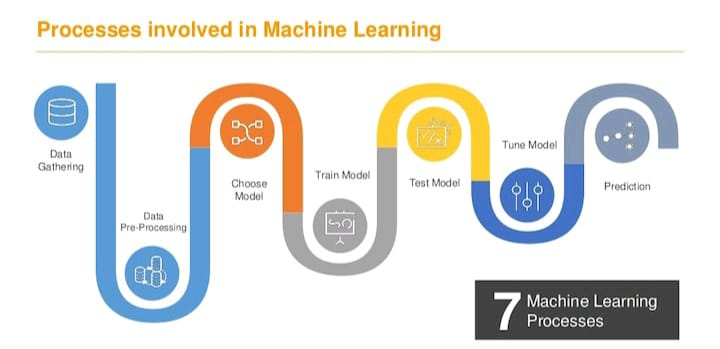 Processes involved in Machine Learning
Data
Gathering
Data
Pre-Processing
Choose
Model
Train Model
Test Model
Tune Model
Prediction
7 Machine Learning
Processes